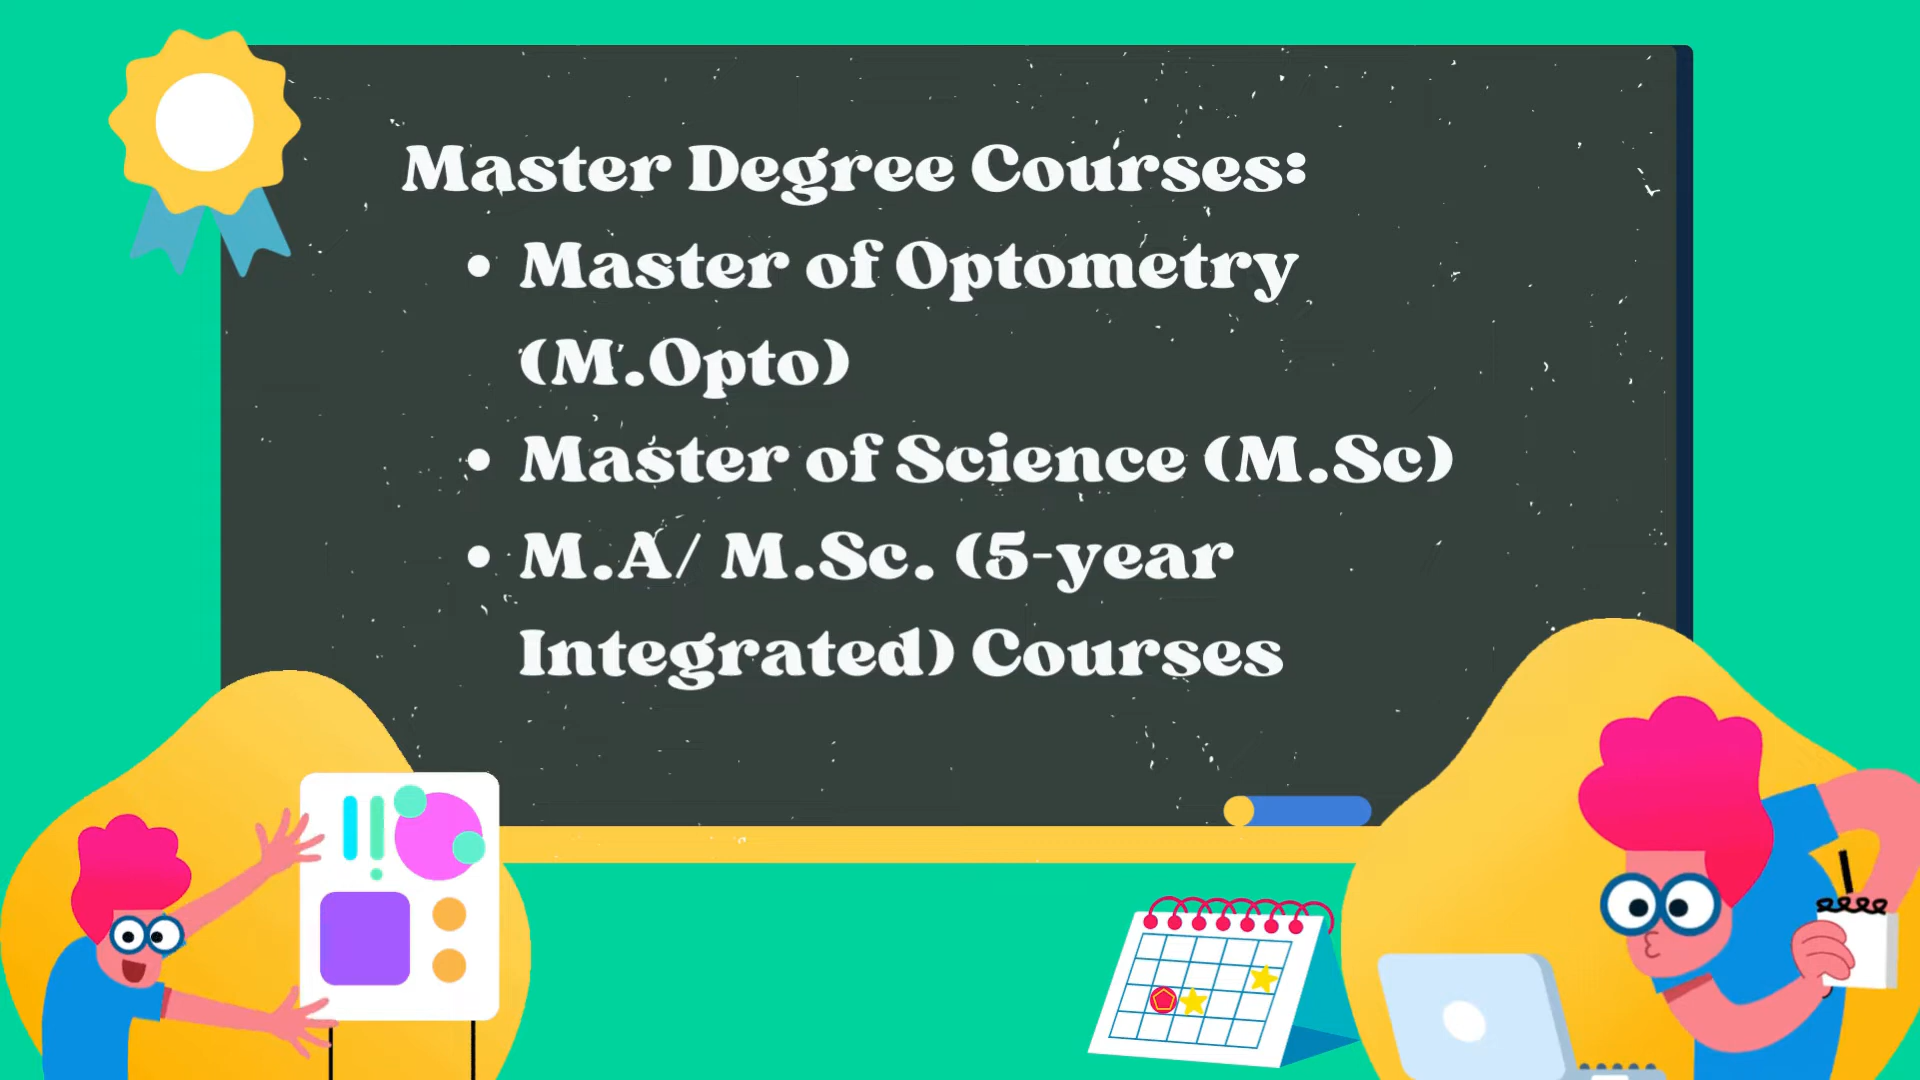 Master Degree Courses:
• Master of Optometry
(M.Opto)
• Master of Science (M.Sc)
• M.A/ M.Sc. (5-year
Integrated) Courses